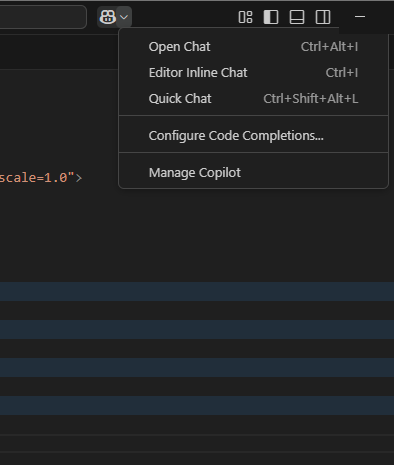 Open Chat Ctrl+Alt+I
Editor Inline Chat Ctrl+I
Quick Chat Ctrl+Shift+Alt+L
Configure Code Completions...
Manage Copilot
scale=1.0">